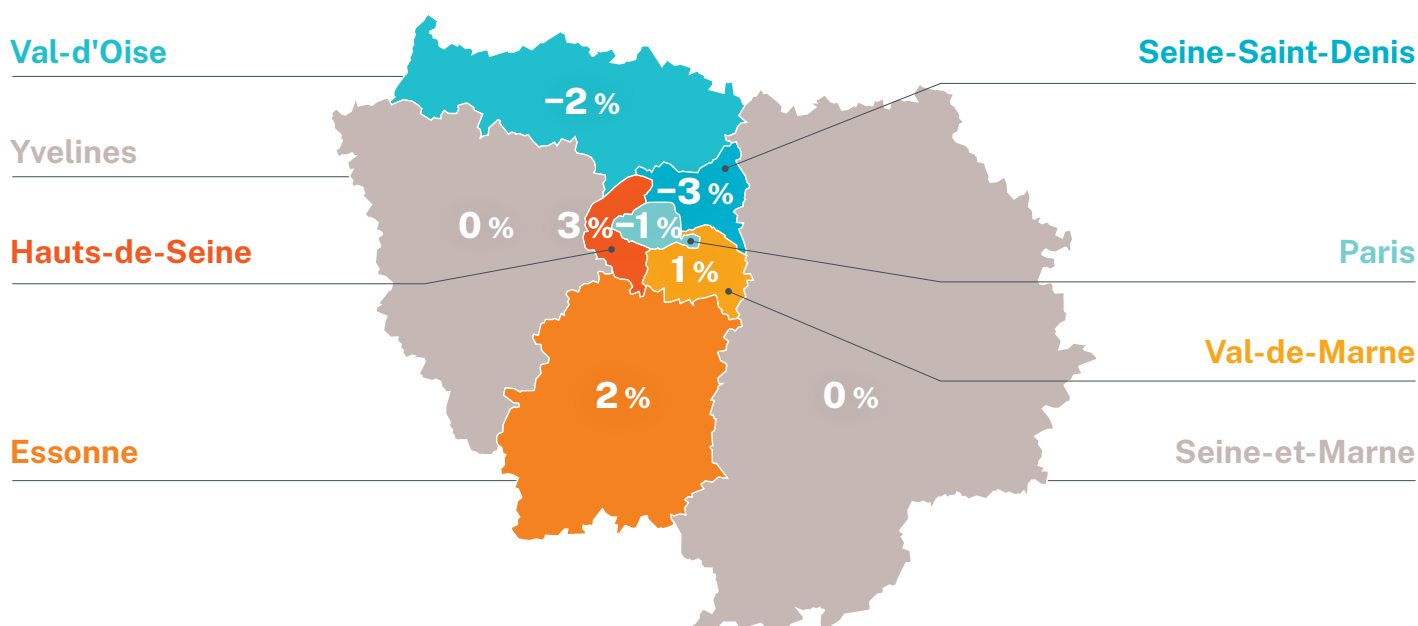 Val-d'Oise
Seine-Saint-Denis
−2 %
Yvelines
−3 %
0 %
3 %
−1 %
Hauts-de-Seine
Paris
1 %
Val-de-Marne
2 %
0 %
Essonne
Seine-et-Marne